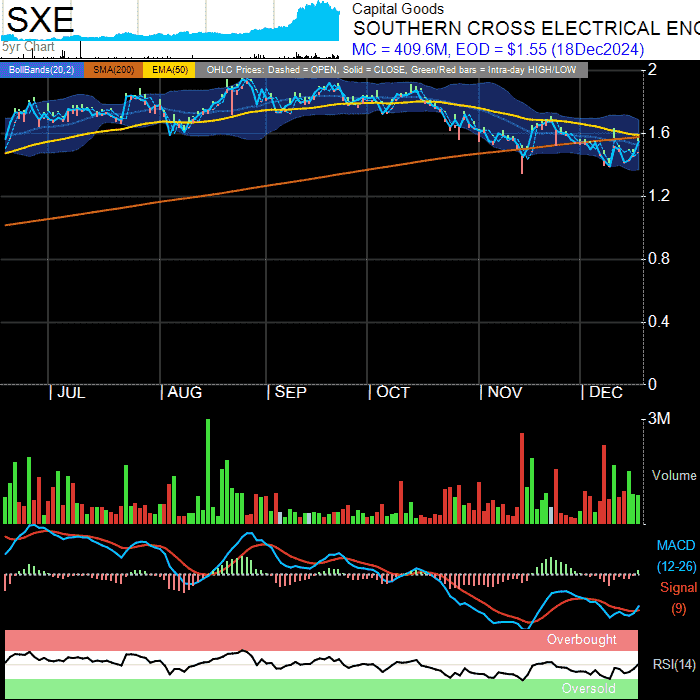 SXE
Capital Goods
SOUTHERN CROSS ELECTRICAL ENG
MC = 409.6M, EOD = $1.55 (18Dec2024)
5yr Chart
BollBands(20,2) SMA(200) EMA(50) OHLC Prices: Dashed = OPEN, Solid = CLOSE, Green/Red bars = Intra-day HIGH/LOW
2
1.6
1.2
0.8
0.4
0
JUL AUG SEP OCT NOV DEC
3M
Volume
MACD
(12-26)
Signal
(9)
Overbought
RSI(14)
Oversold